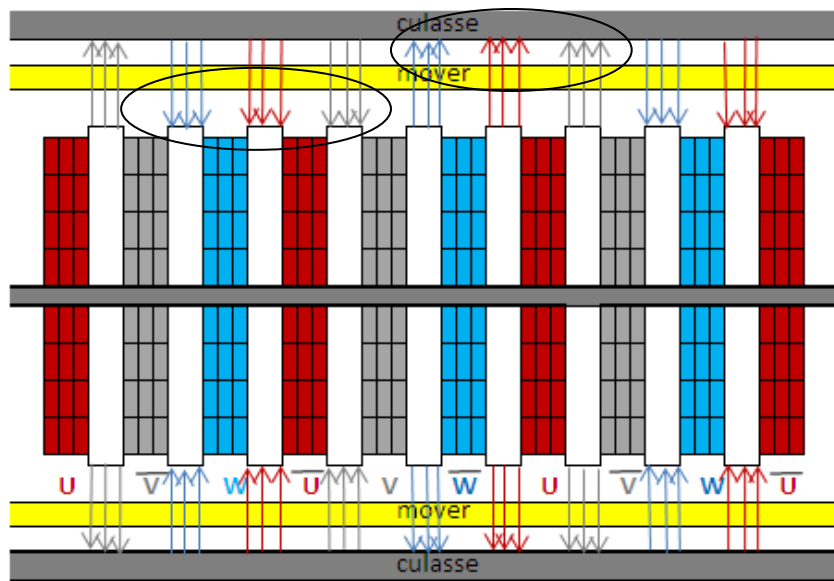 culasse
mover
U V̅ W U̅ V W̅ U V̅ W U̅
mover
culasse